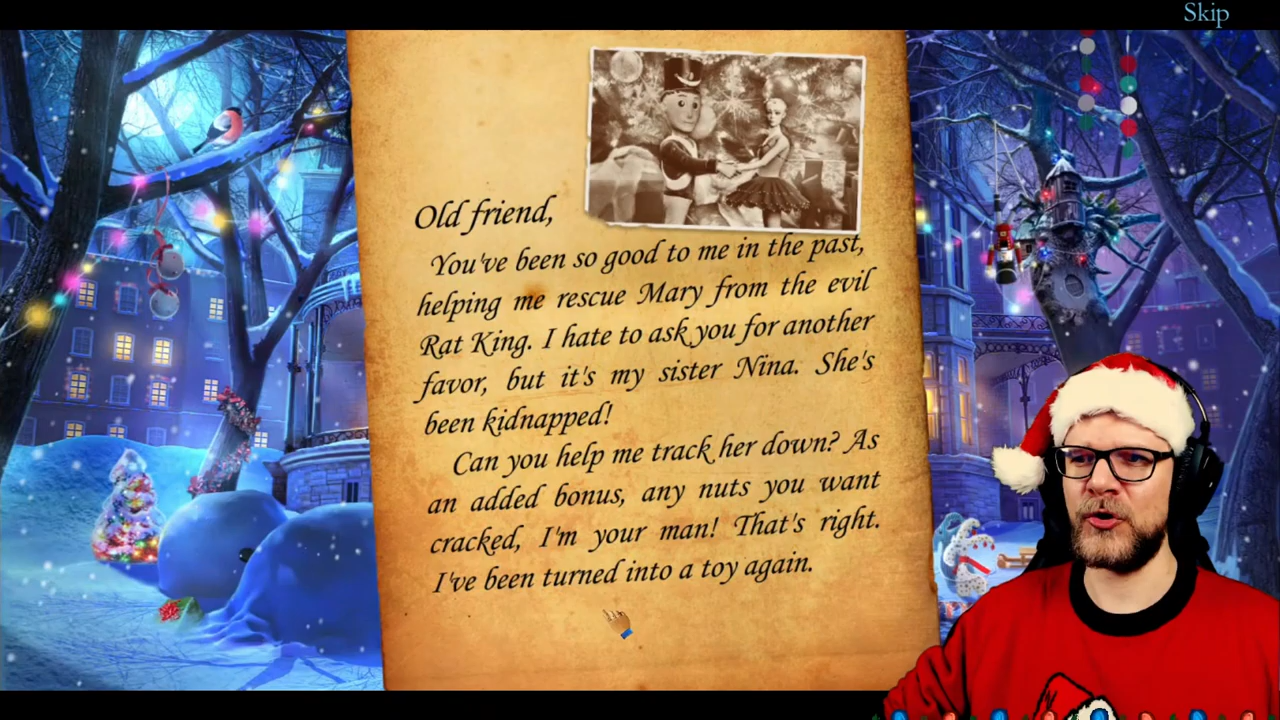 Skip
Old friend,
You've been so good to me in the past,
helping me rescue Mary from the evil
Rat King. I hate to ask you for another
favor, but it's my sister Nina. She's
been kidnapped!
Can you help me track her down? As
an added bonus, any nuts you want
cracked, I'm your man! That's right.
I've been turned into a toy again.